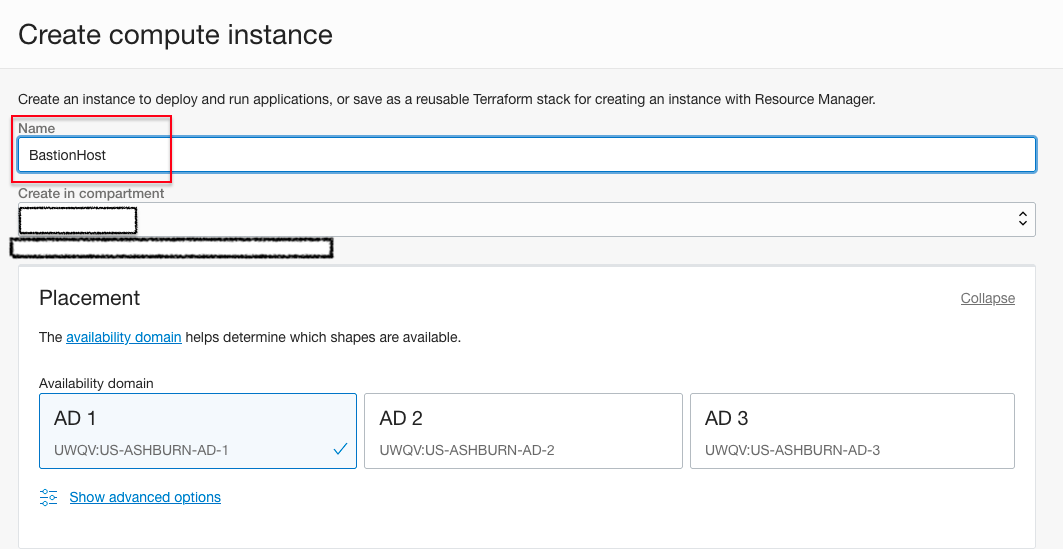 Create compute instance
Create an instance to deploy and run applications, or save as a reusable Terraform stack for creating an instance with Resource Manager.
Name
BastionHost
Create in compartment
Placement
Collapse
The availability domain helps determine which shapes are available.
Availability domain
AD 1
UWQV:US-ASHBURN-AD-1
AD 2
UWQV:US-ASHBURN-AD-2
AD 3
UWQV:US-ASHBURN-AD-3
Show advanced options